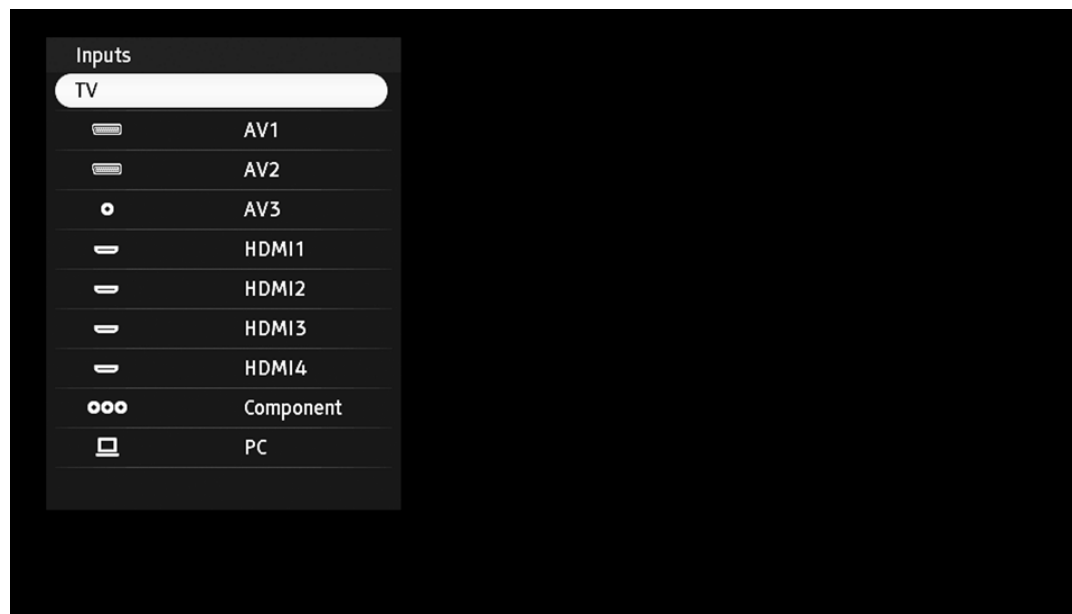 Inputs
TV
AV1
AV2
AV3
HDMI1
HDMI2
HDMI3
HDMI4
Component
PC